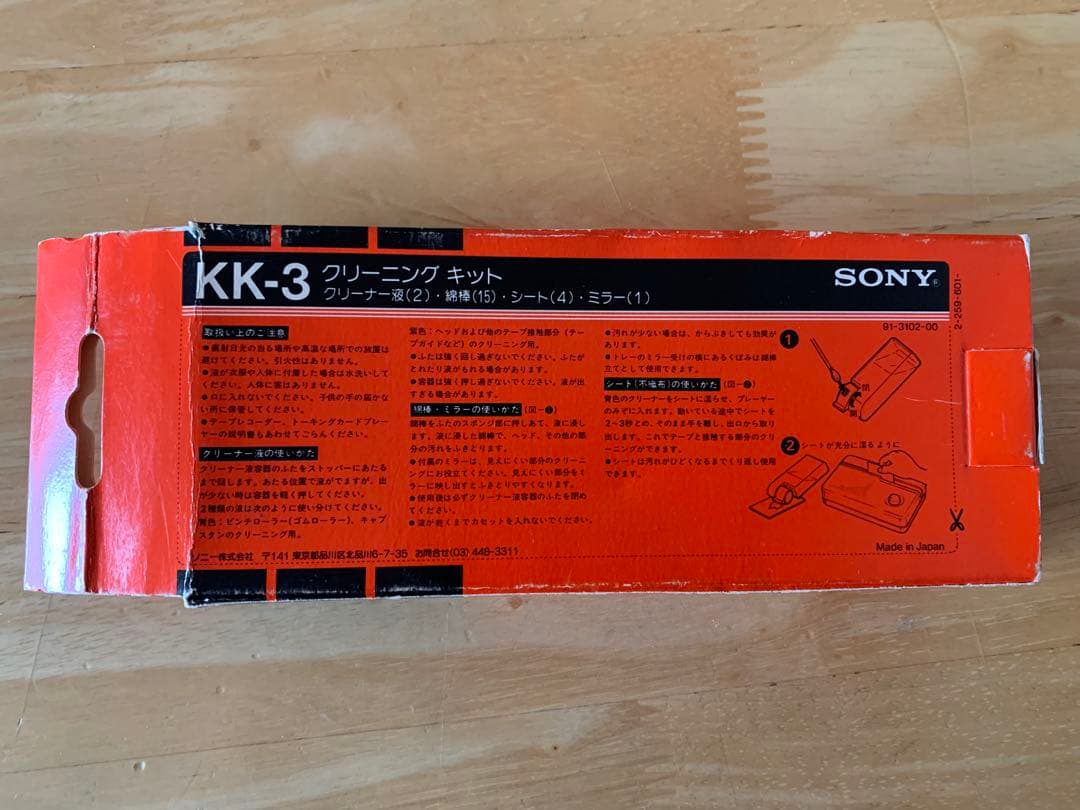 KK-3 クリーニング キット
クリーナー液(2)・綿棒(15)・シート(4)・ミラー(1)
SONY®
91-3102-00
2-259-601-
取扱い上のご注意
●直射日光の当る場所や高温な場所での放置は
避けてください。引火性はありません。
●液が衣服や人体に付着した場合は水洗いして
ください。人体に害はありません。
●口に入れないでください。子供の手の届かな
い所に保管してください。
●テープレコーダー、トーキングカードプレー
ヤーの説明書もあわせてごらんください。
クリーナー液の使いかた
クリーナー液容器のふたをストッパーにあたる
まで回します。あたる位置で液がでますが、出
が少ない時は容器を軽く押してください。
2種類の液は次のように使い分けてください。
黄色：ピンチローラー(ゴムローラー)、キャプ
スタンのクリーニング用。
紫色：ヘッドおよび他のテープ接触部分(テー
プガイドなど)のクリーニング用。
●ふたは強く回し過ぎないでください。ふたが
とれたり液がもれる場合があります。
●容器は強く押し過ぎないでください。液が出
すぎる場合があります。
綿棒・ミラーの使いかた(図-❶)
綿棒をふたのスポンジ部に押しあて、液に浸し
ます。液に浸した綿棒で、ヘッド、その他の部
分の汚れをふきとります。
●付属のミラーは、見えにくい部分のクリーニ
ングにお役立てください。見えにくい部分をミ
ラーに映し出すとふきとりやすくなります。
●使用後は必ずクリーナー液容器のふたを閉め
てください。
●液が乾くまでカセットを入れないでください。
●汚れが少ない場合は、からぶきしても効果が
あります。
●トレーのミラー受けの横にあるくぼみは綿棒
立てとして使用できます。
シート(不織布)の使いかた(図-❷)
青色のクリーナーをシートに湿らせ、プレーヤー
のみぞに入れます。動いている途中でシートを
2～3秒とめ、そのまま手を離し、出口から取り
出します。これでテープと接触する部分のクリ
ーニングができます。
●シートは汚れがひどくなるまでくり返し使用
できます。
❶
閉
❷ シートが充分に湿るように
ソニー株式会社 〒141 東京都品川区北品川6-7-35 お問合せ(03)448-3311
Made in Japan